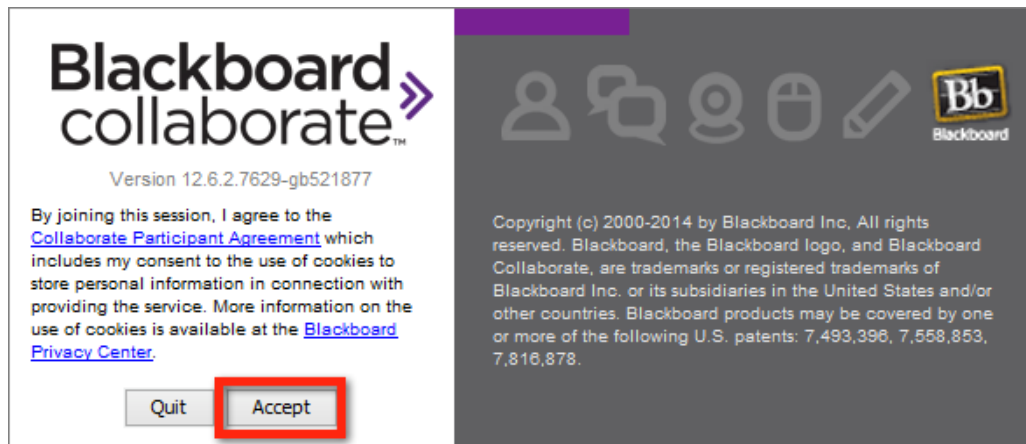 Blackboard
collaborate™
Version 12.6.2.7629-gb521877
By joining this session, I agree to the
Collaborate Participant Agreement which
includes my consent to the use of cookies to
store personal information in connection with
providing the service. More information on the
use of cookies is available at the Blackboard
Privacy Center.
Quit
Accept
Bb
Blackboard
Copyright (c) 2000-2014 by Blackboard Inc, All rights
reserved. Blackboard, the Blackboard logo, and Blackboard
Collaborate, are trademarks or registered trademarks of
Blackboard Inc. or its subsidiaries in the United States and/or
other countries. Blackboard products may be covered by one
or more of the following U.S. patents: 7,493,396, 7,558,853,
7,816,878.